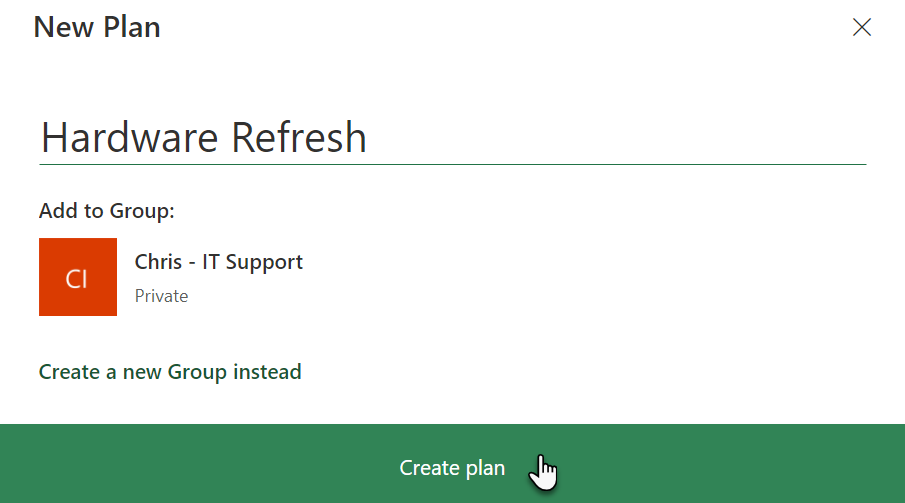 New Plan
Hardware Refresh
Add to Group:
CI
Chris - IT Support
Private
Create a new Group instead
Create plan